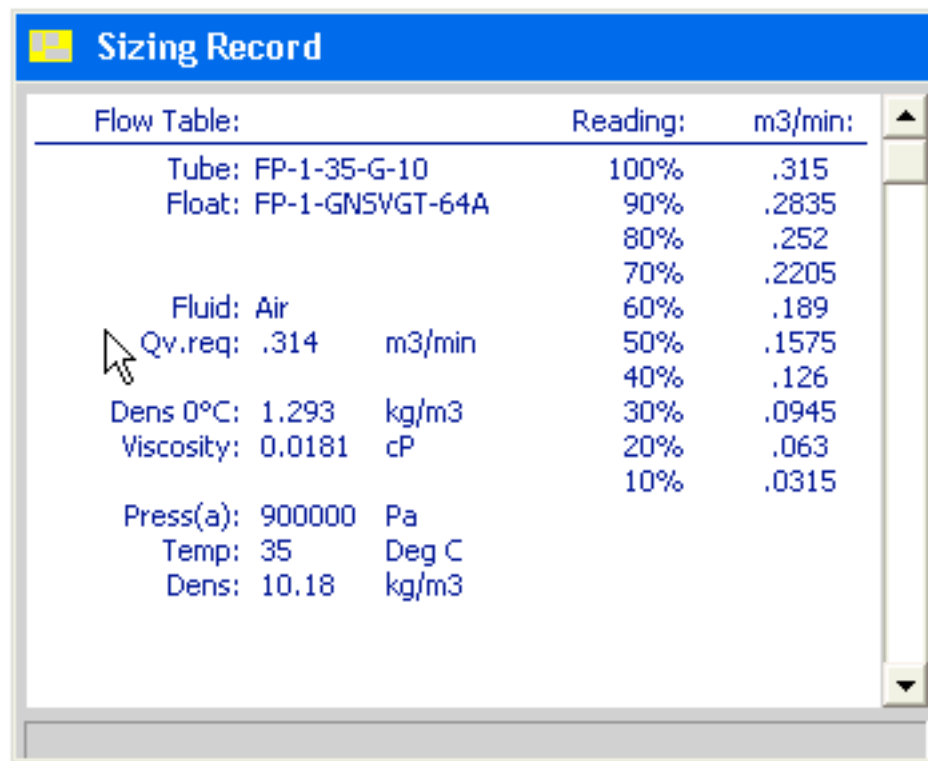 Sizing Record
Flow Table: Reading: m3/min:
Tube: FP-1-35-G-10 100% .315
Float: FP-1-GNSVGT-64A 90% .2835
80% .252
70% .2205
Fluid: Air 60% .189
Qv.req: .314 m3/min 50% .1575
40% .126
Dens 0°C: 1.293 kg/m3 30% .0945
Viscosity: 0.0181 cP 20% .063
10% .0315
Press(a): 900000 Pa
Temp: 35 Deg C
Dens: 10.18 kg/m3